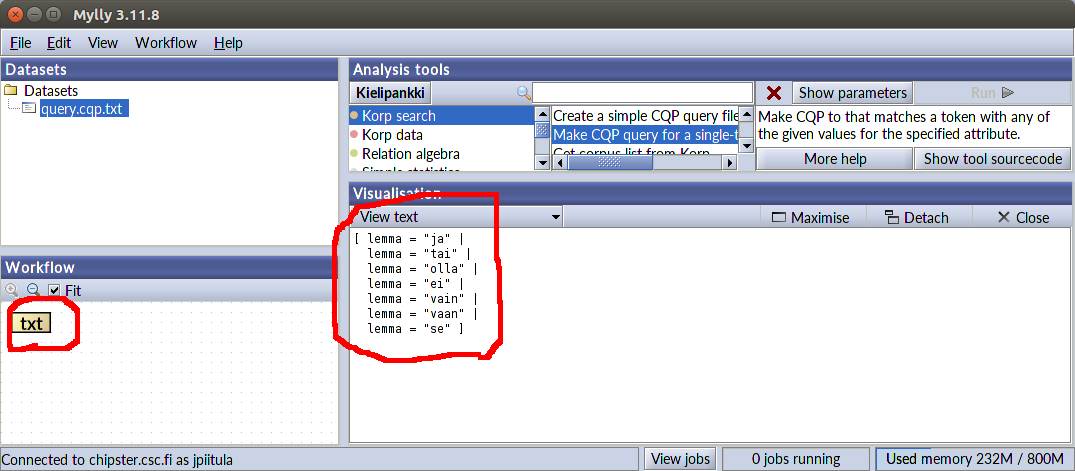 Mylly 3.11.8
File Edit View Workflow Help
Datasets
Datasets
query.cqp.txt
Workflow
Fit
txt
Analysis tools
Kielipankki
Show parameters
Run
Korp search
Korp data
Relation algebra
Simple statistics
Create a simple CQP query file
Make CQP query for a single-t
Get corpus list from Korp
Make CQP to that matches a token with any of
the given values for the specified attribute.
More help
Show tool sourcecode
Visualisation
View text
Maximise
Detach
Close
[ lemma = "ja" |
lemma = "tai" |
lemma = "olla" |
lemma = "ei" |
lemma = "vain" |
lemma = "vaan" |
lemma = "se" ]
Connected to chipster.csc.fi as jpiitula
View jobs
0 jobs running
Used memory 232M / 800M